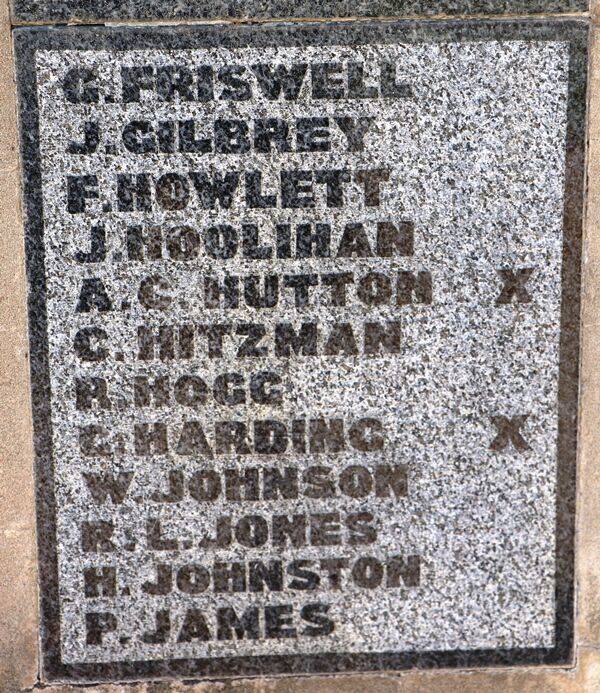 G. FRISWELL
J. GILBREY
F. HOWLETT
J. HOOLIHAN
A. C. HUTTON X
C. HITZMAN
R. HOGG
C. HARDING X
W. JOHNSON
R. L. JONES
H. JOHNSTON
P. JAMES